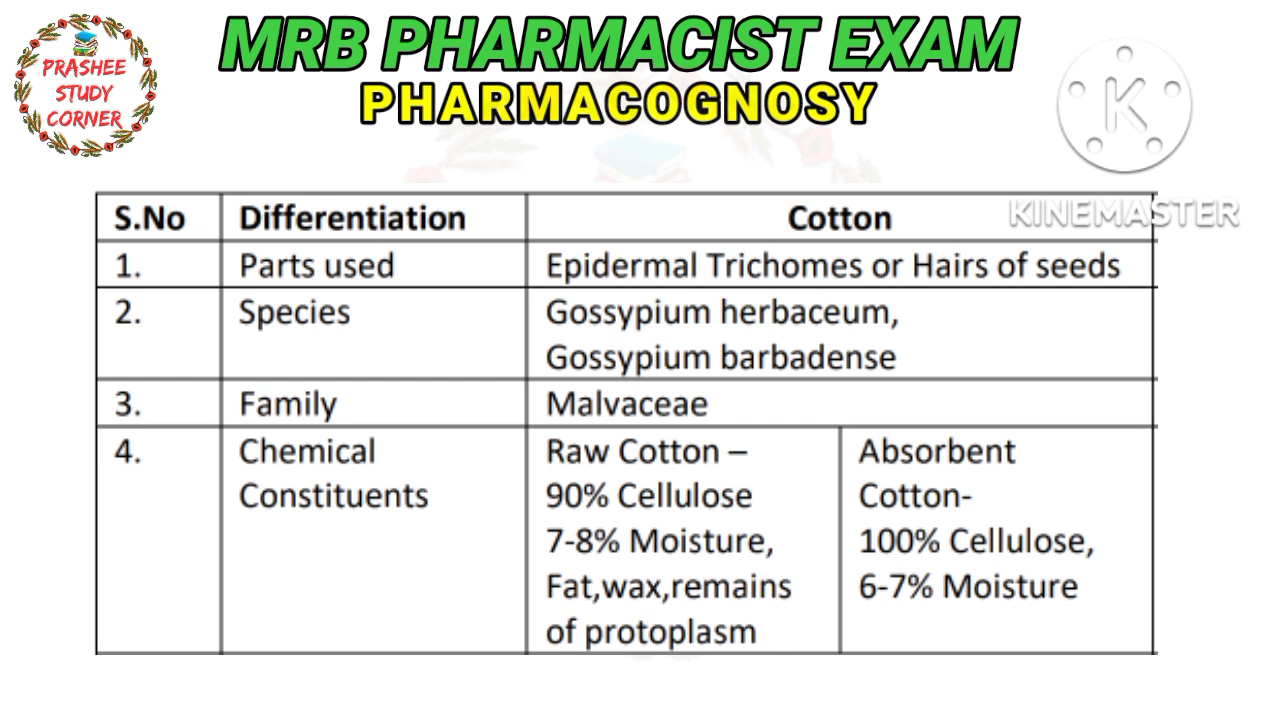 MRB PHARMACIST EXAM
PHARMACOGNOSY
PRASHEE
STUDY
CORNER
K
KINEMASTER
S.No Differentiation Cotton
1. Parts used Epidermal Trichomes or Hairs of seeds
2. Species Gossypium herbaceum,
Gossypium barbadense
3. Family Malvaceae
4. Chemical Raw Cotton – Absorbent
Constituents 90% Cellulose Cotton-
7-8% Moisture, 100% Cellulose,
Fat,wax,remains 6-7% Moisture
of protoplasm